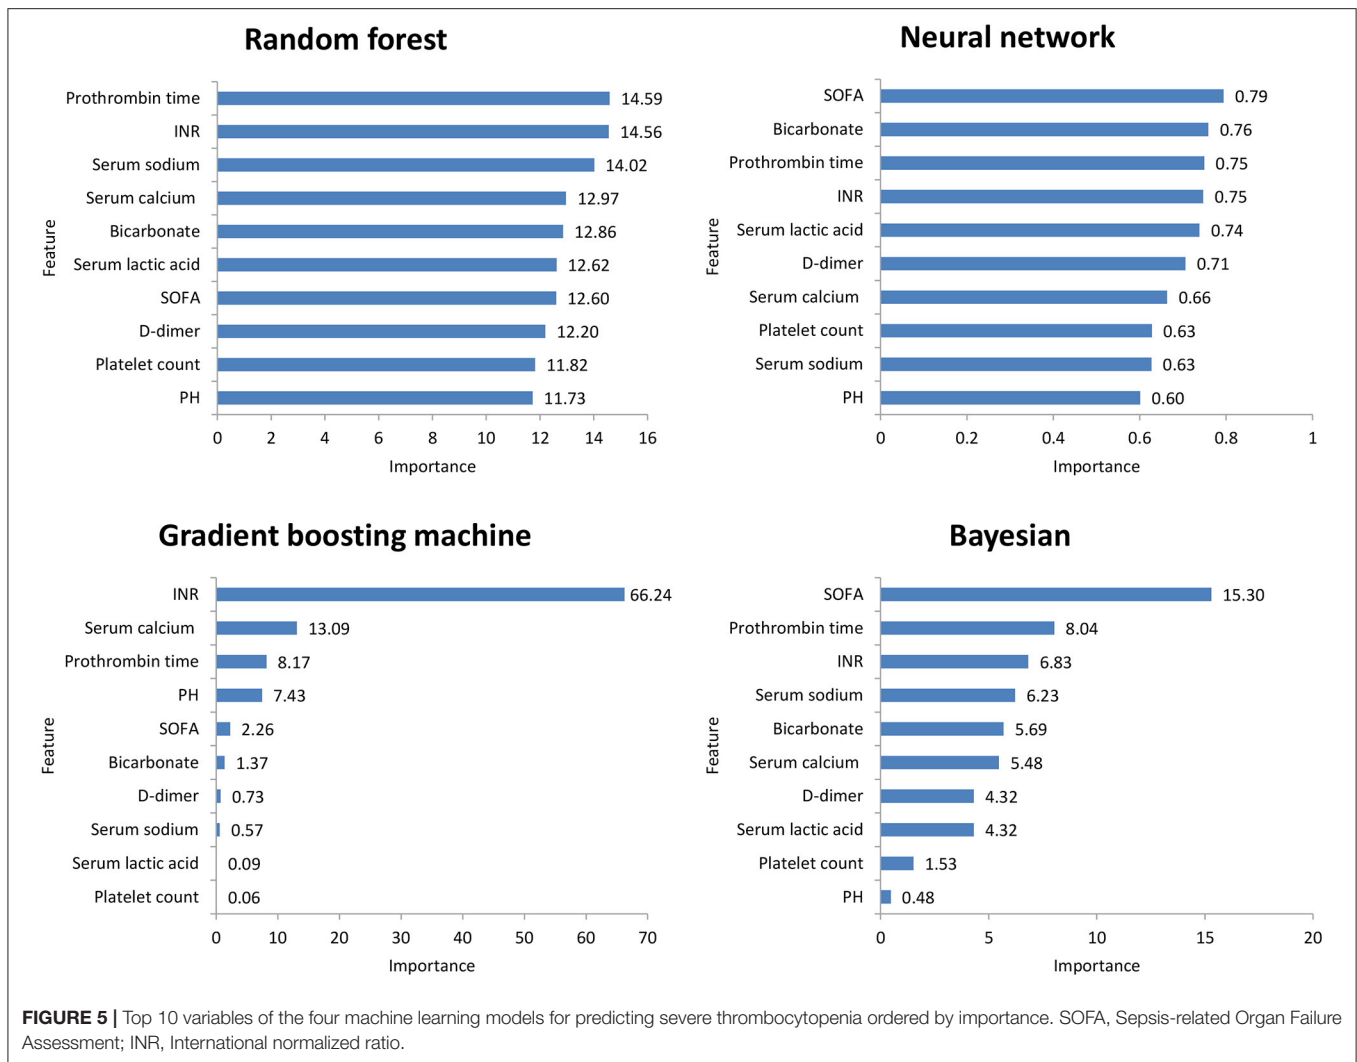 Random forest
Prothrombin time 14.59
INR 14.56
Serum sodium 14.02
Serum calcium 12.97
Bicarbonate 12.86
Serum lactic acid 12.62
SOFA 12.60
D-dimer 12.20
Platelet count 11.82
PH 11.73
Feature
0 2 4 6 8 10 12 14 16
Importance
Neural network
SOFA 0.79
Bicarbonate 0.76
Prothrombin time 0.75
INR 0.75
Serum lactic acid 0.74
D-dimer 0.71
Serum calcium 0.66
Platelet count 0.63
Serum sodium 0.63
PH 0.60
Feature
0 0.2 0.4 0.6 0.8 1
Importance
Gradient boosting machine
INR 66.24
Serum calcium 13.09
Prothrombin time 8.17
PH 7.43
SOFA 2.26
Bicarbonate 1.37
D-dimer 0.73
Serum sodium 0.57
Serum lactic acid 0.09
Platelet count 0.06
Feature
0 10 20 30 40 50 60 70
Importance
Bayesian
SOFA 15.30
Prothrombin time 8.04
INR 6.83
Serum sodium 6.23
Bicarbonate 5.69
Serum calcium 5.48
D-dimer 4.32
Serum lactic acid 4.32
Platelet count 1.53
PH 0.48
Feature
0 5 10 15 20
Importance
FIGURE 5 | Top 10 variables of the four machine learning models for predicting severe thrombocytopenia ordered by importance. SOFA, Sepsis-related Organ Failure
Assessment; INR, International normalized ratio.